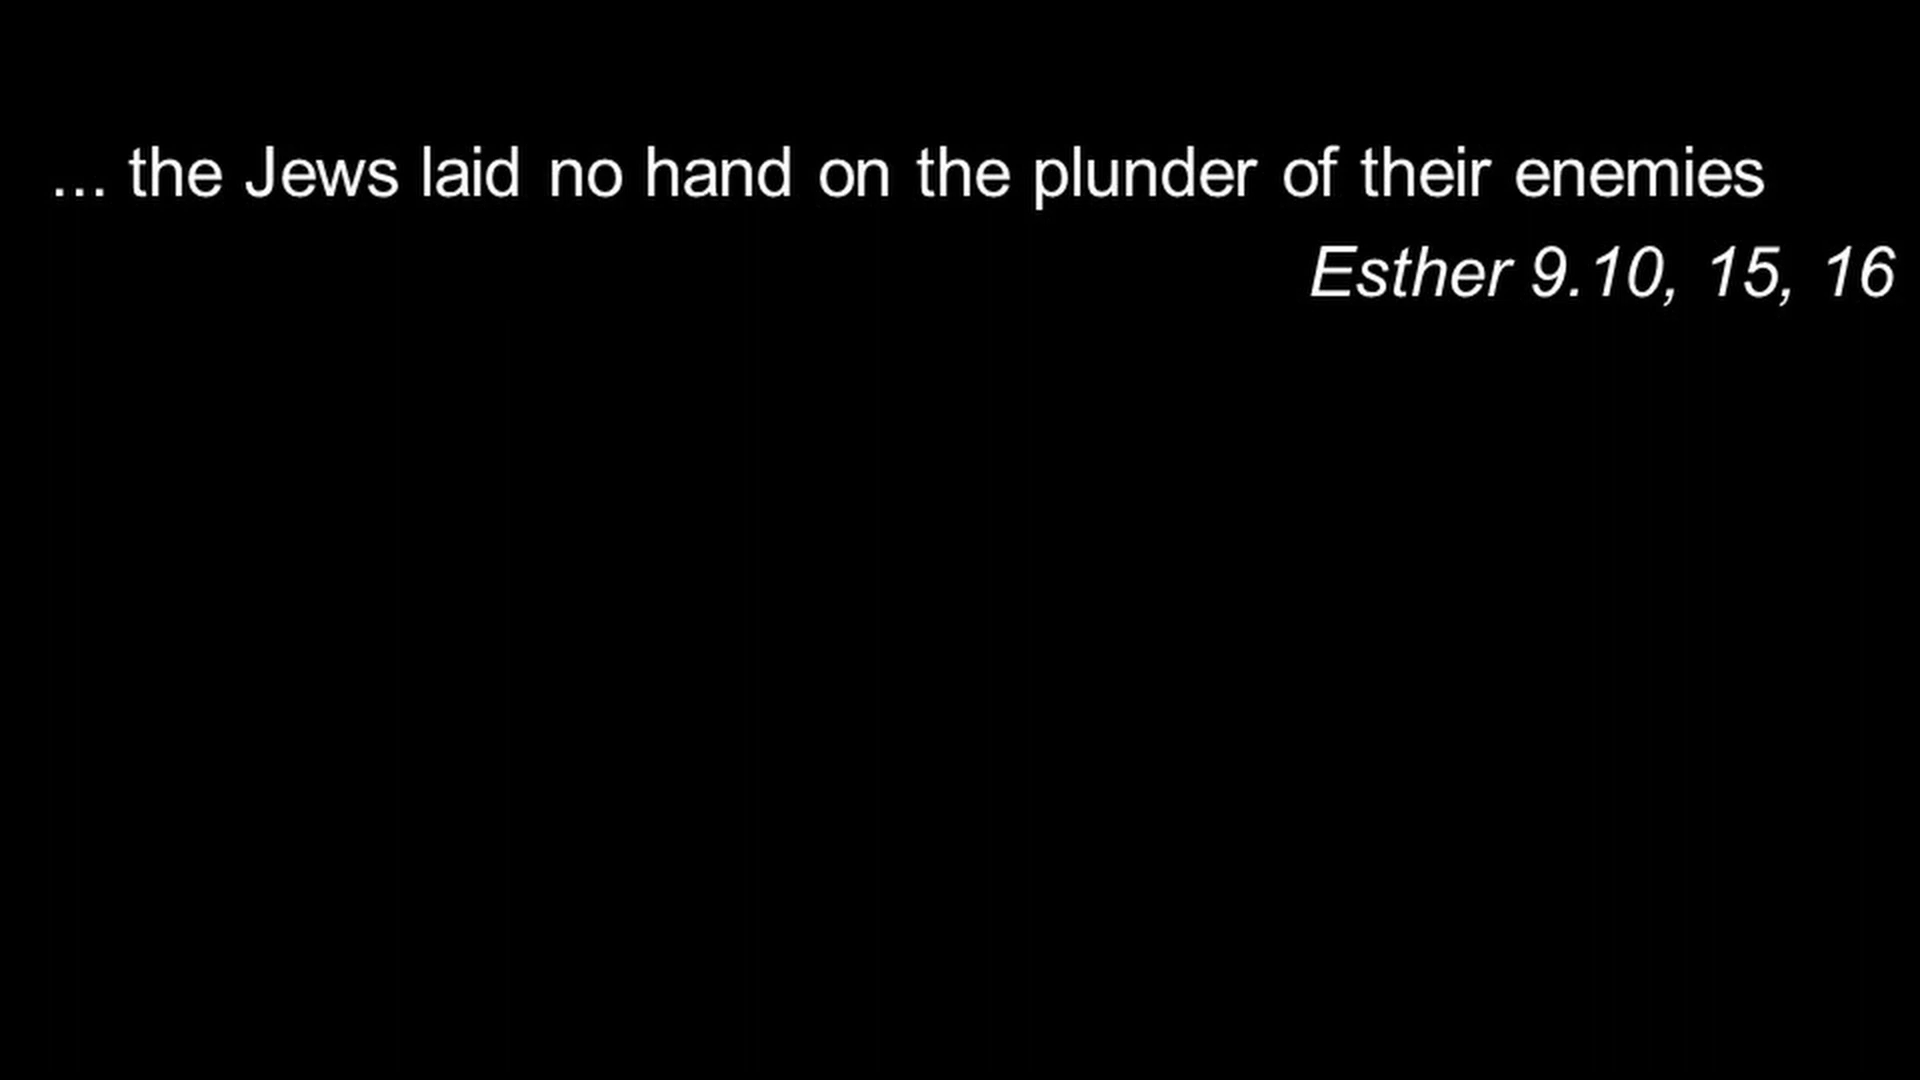 ... the Jews laid no hand on the plunder of their enemies
Esther 9.10, 15, 16